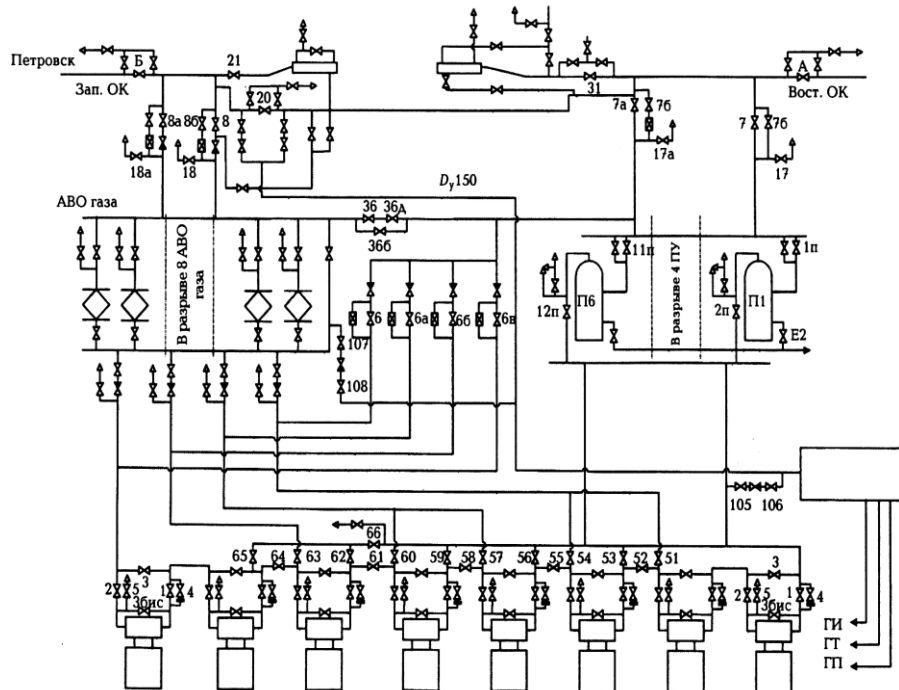 Петровск
Б
21
Зап. ОК
20
31
А
Вост. ОК
8а
8б
8
7а
7б
7
7б
18а
18
17а
17
Dу150
АВО газа
36
36А
36б
11п
1п
В разрыве 8 АВО
газа
В разрыве 4 ПУ
П6
П1
12п
2п
Е2
6
6а
6б
6в
107
108
105
106
66
65
64
63
62
61
60
59
58
57
56
55
54
53
52
51
3
2
5
1
4
3бис
3
2
5
1
4
3бис
ГИ
ГТ
ГП